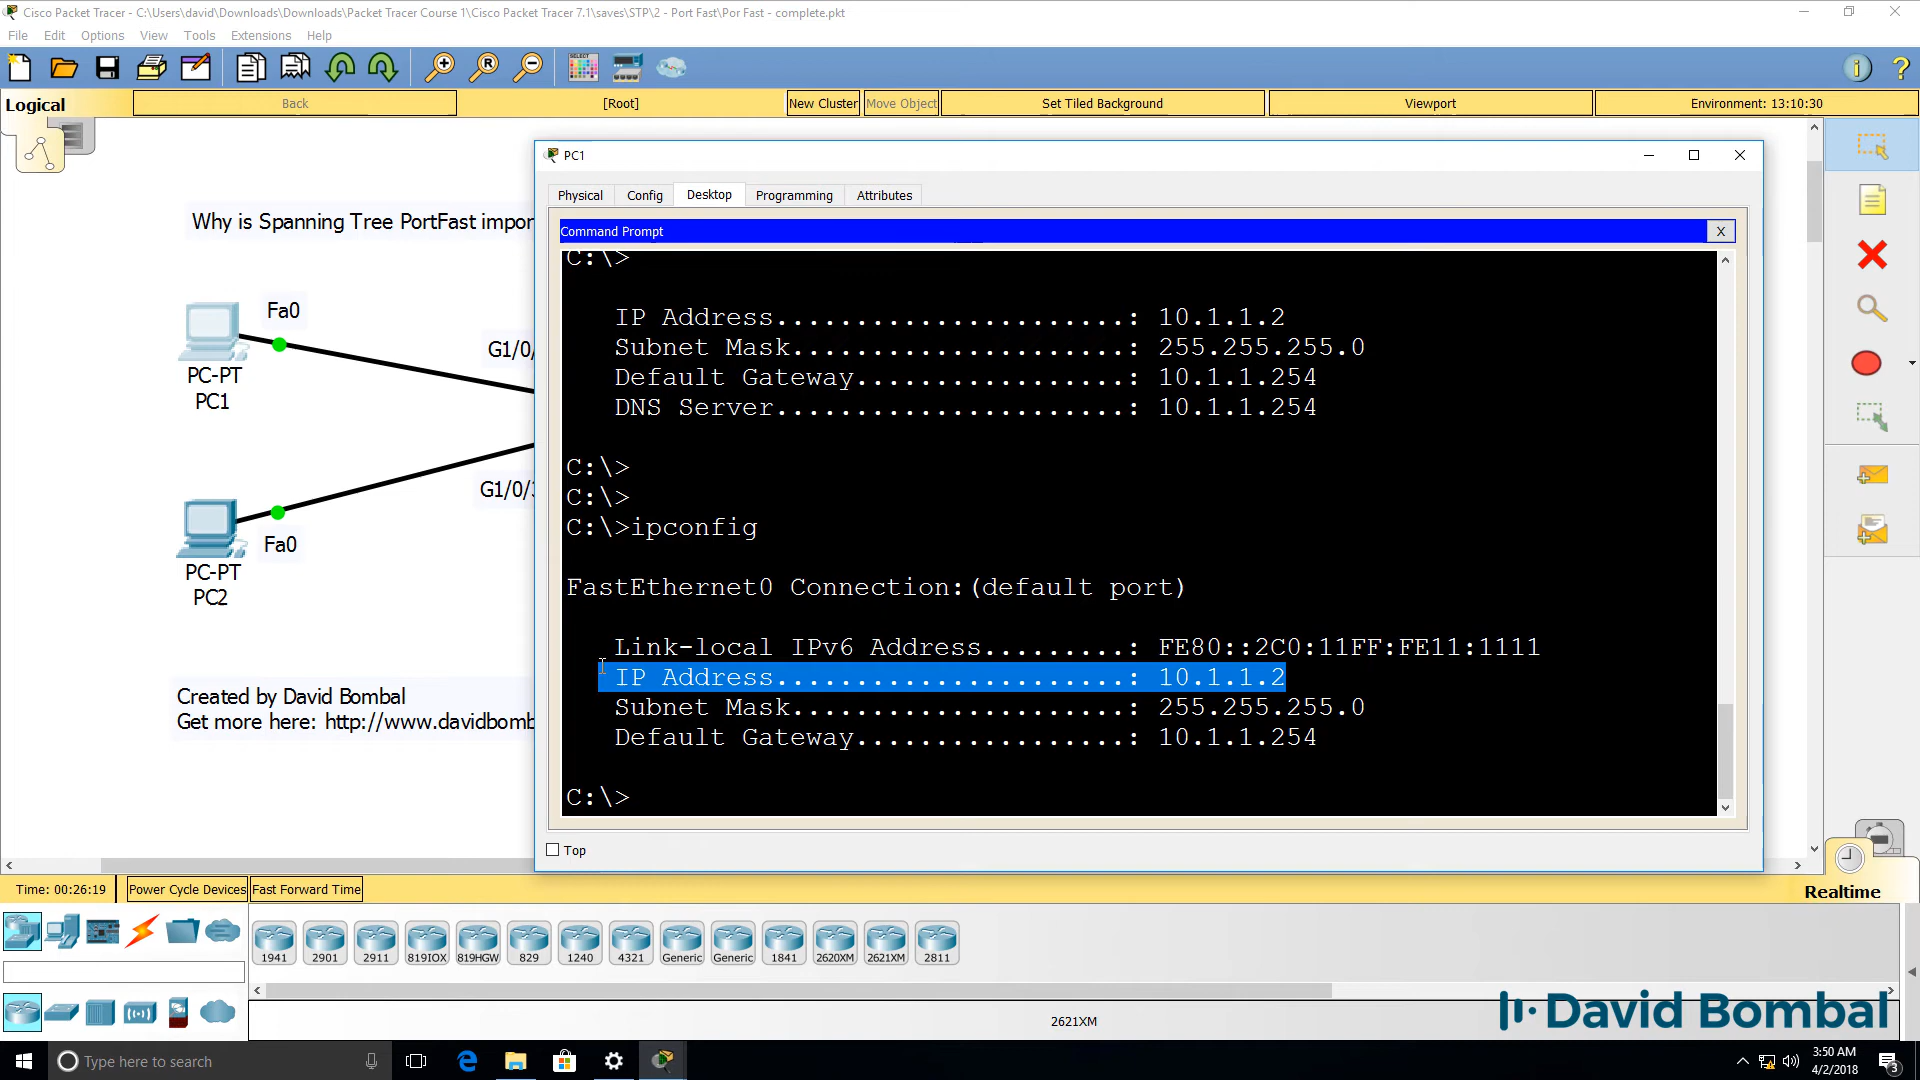 Cisco Packet Tracer - C:\Users\david\Downloads\Downloads\Packet Tracer Course 1\Cisco Packet Tracer 7.1\saves\STP\2 - Port Fast\Por Fast - complete.pkt
File Edit Options View Tools Extensions Help
Logical Back [Root] New Cluster Move Object Set Tiled Background Viewport Environment: 13:10:30
Why is Spanning Tree PortFast impor
Fa0
G1/0/
PC-PT
PC1
G1/0/3
Fa0
PC-PT
PC2
Created by David Bombal
Get more here: http://www.davidbomb
PC1
Physical Config Desktop Programming Attributes
Command Prompt X
C:\>
IP Address......................: 10.1.1.2
Subnet Mask.....................: 255.255.255.0
Default Gateway.................: 10.1.1.254
DNS Server......................: 10.1.1.254
C:\>
C:\>
C:\>ipconfig
FastEthernet0 Connection:(default port)
Link-local IPv6 Address.........: FE80::2C0:11FF:FE11:1111
IP Address......................: 10.1.1.2
Subnet Mask.....................: 255.255.255.0
Default Gateway.................: 10.1.1.254
C:\>
Top
Time: 00:26:19 Power Cycle Devices Fast Forward Time Realtime
1941 2901 2911 819IOX 819HGW 829 1240 4321 Generic Generic 1841 2620XM 2621XM 2811
2621XM
David Bombal
Type here to search
3:50 AM
4/2/2018
3